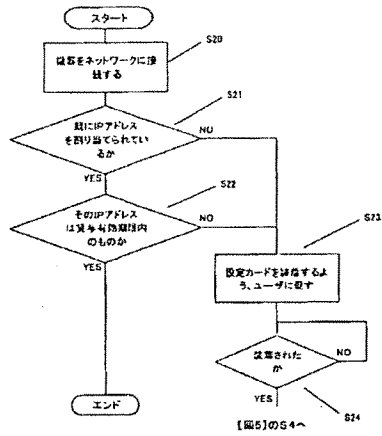 スタート
S20
機器をネットワークに接
続する
S21
既にIPアドレス
を割り当てられている
か
NO
YES
S22
そのIPアドレス
は貸与有効期限内
のものか
NO
YES
S23
設定カードを装着するよ
う、ユーザに促す
装着された
か
NO
YES
S24
エンド
【図5】のS4へ